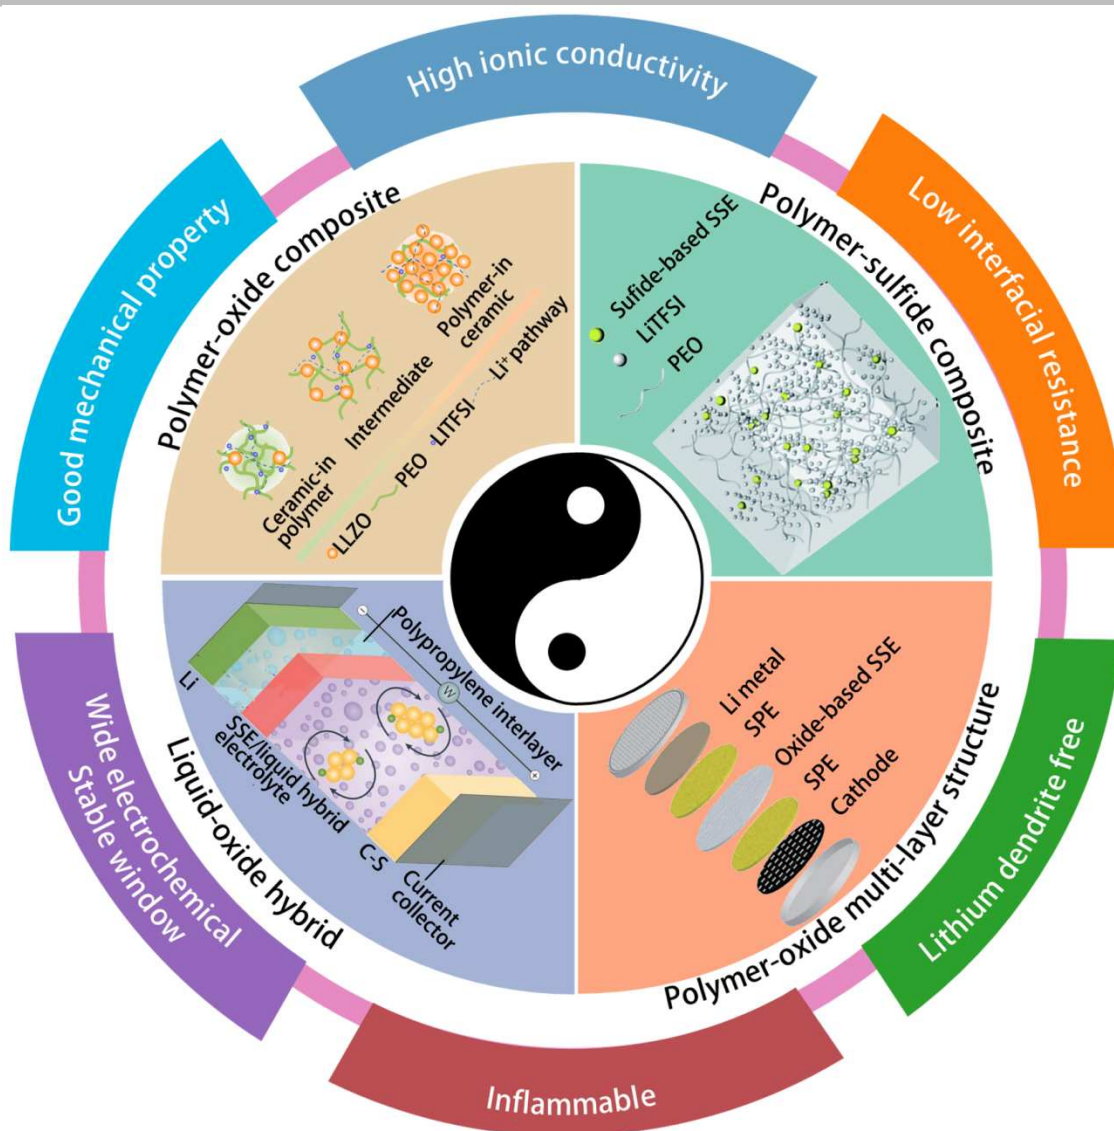 High ionic conductivity
Low interfacial resistance
Lithium dendrite free
Inflammable
Wide electrochemical
Stable window
Good mechanical property
Polymer-oxide composite
Polymer-in
ceramic
Intermediate
Ceramic-in
polymer
LLZO
PEO
LITFSI
Li⁺ pathway
Polymer-sulfide composite
Sufide-based SSE
LiTFSI
PEO
Polymer-oxide multi-layer structure
Li metal
SPE
Oxide-based SSE
SPE
Cathode
Liquid-oxide hybrid
Li
Polypropylene interlayer
W
SSE/liquid hybrid
electrolyte
C-S
Current
collector